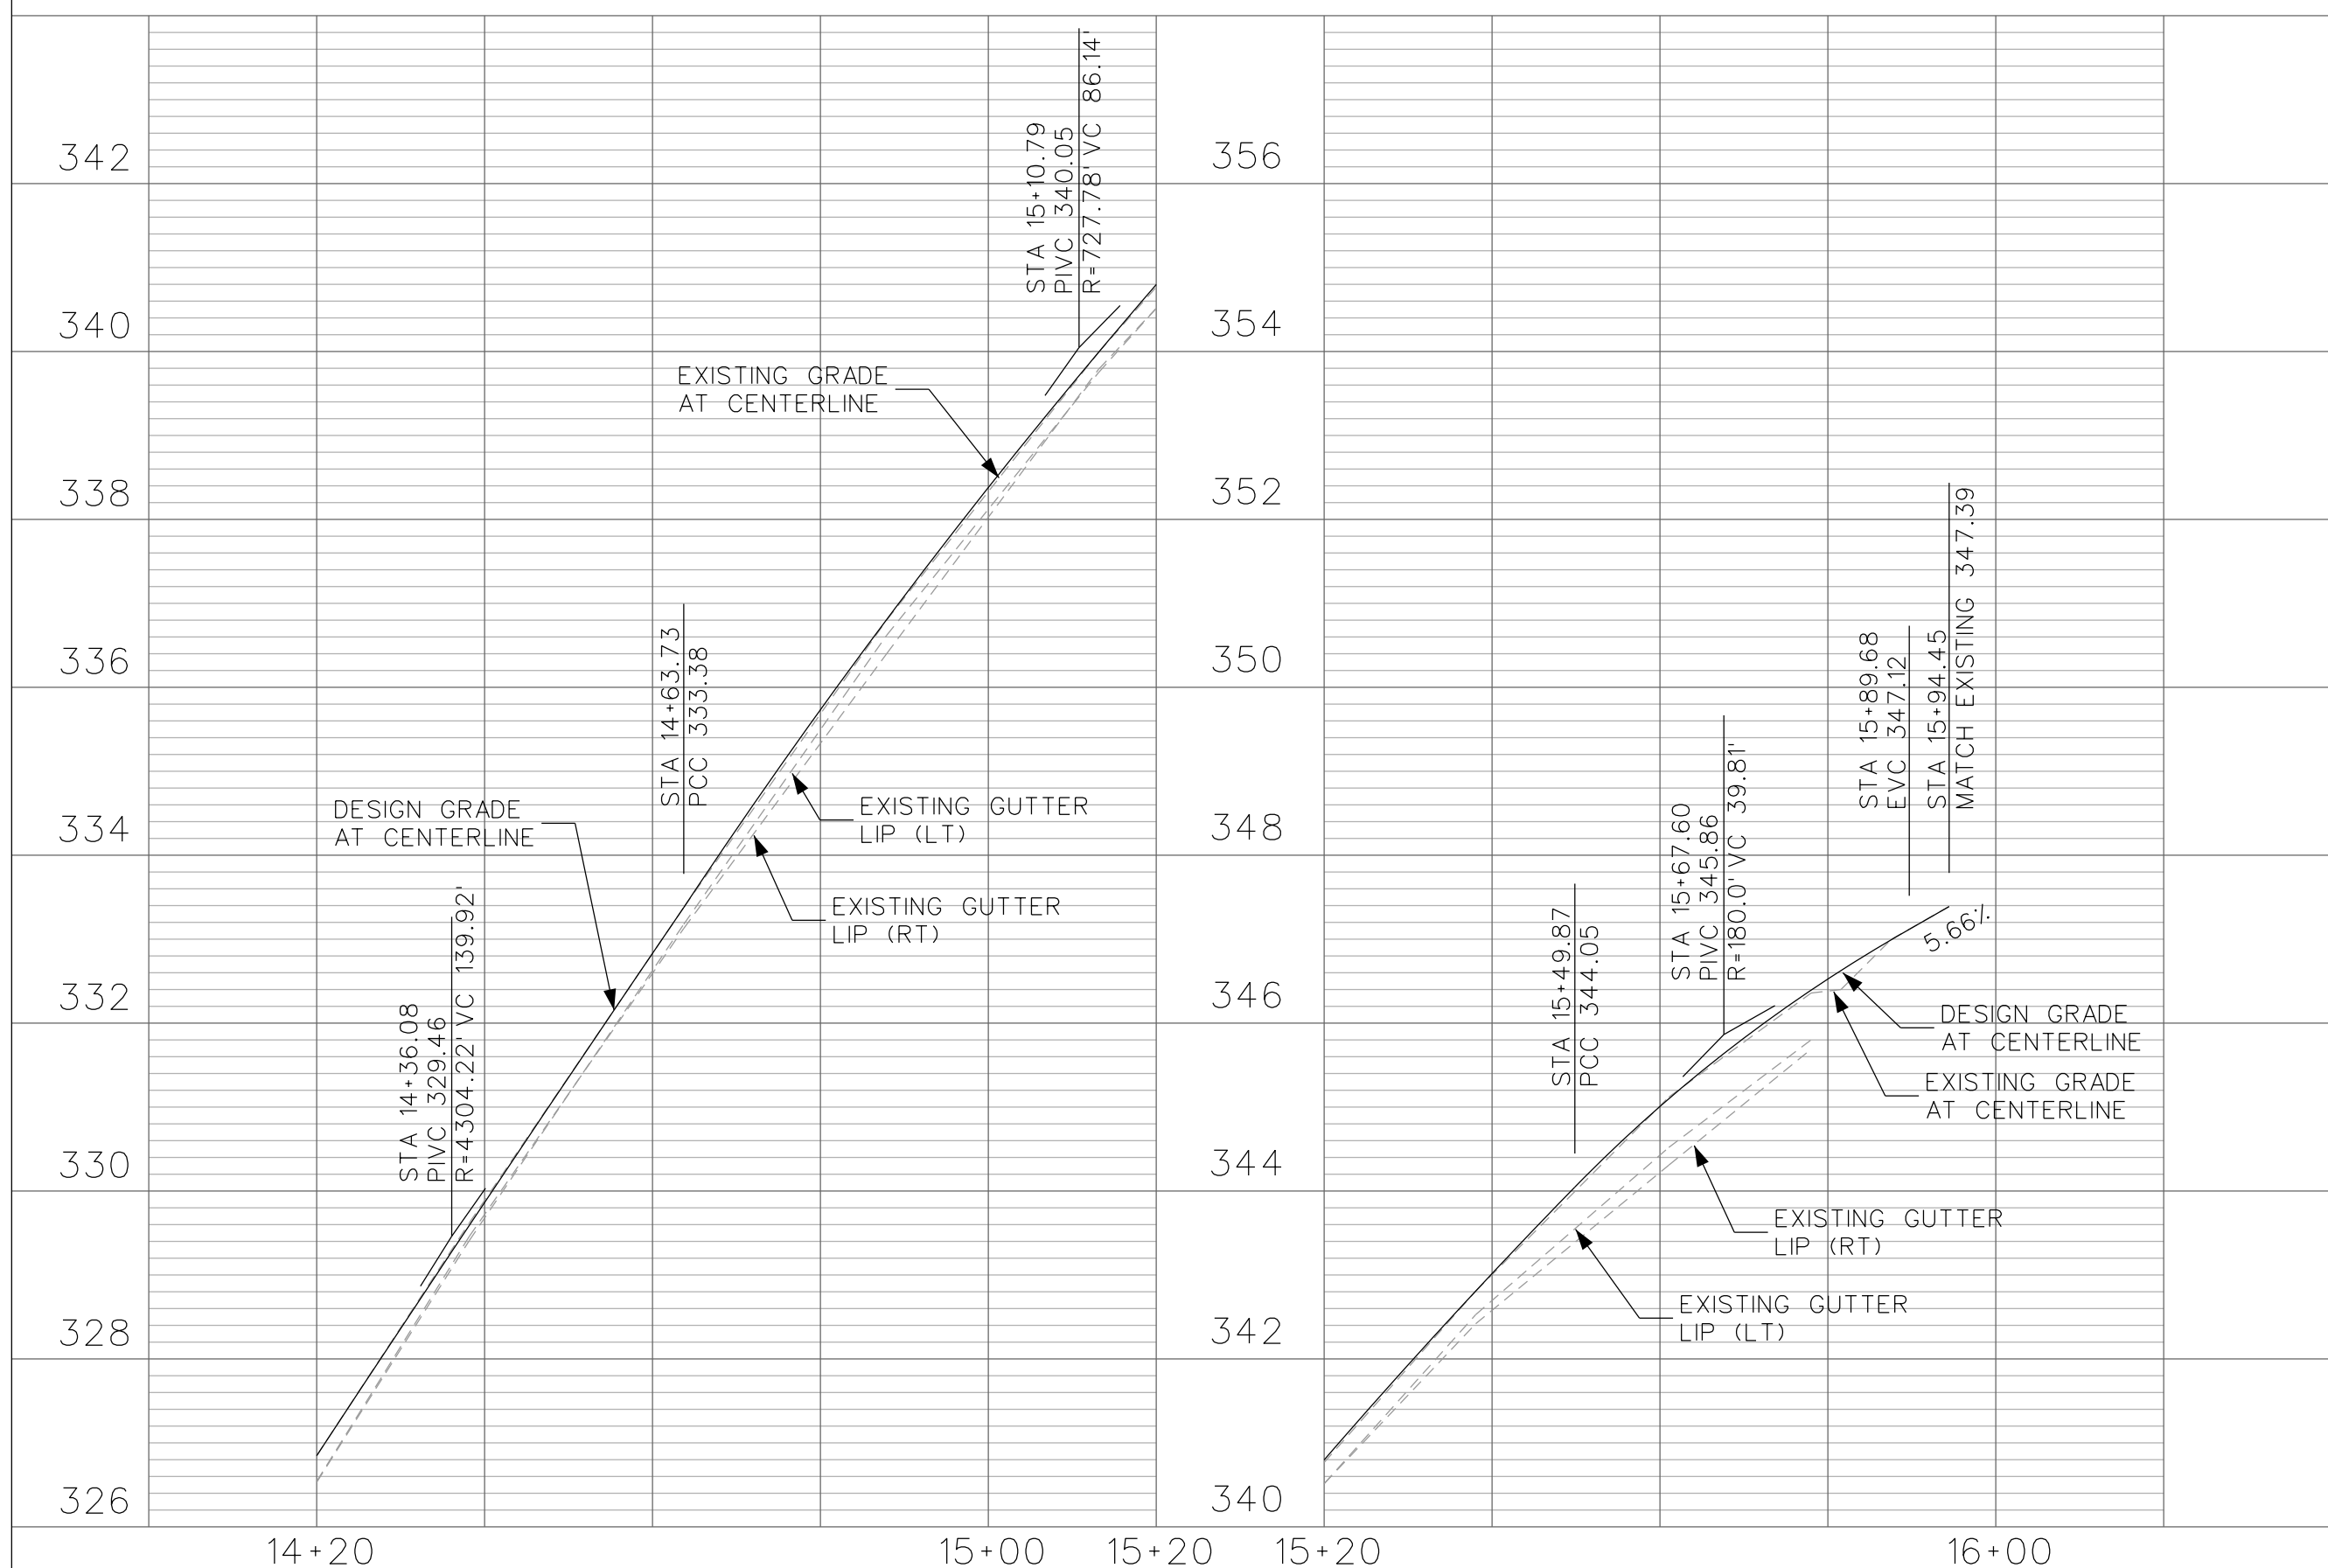 342
340
338
336
334
332
330
328
326
STA 14+36.08
PIVC 329.46
R=4304.22' VC 139.92'
DESIGN GRADE
AT CENTERLINE
STA 14+63.73
PCC 333.38
EXISTING GRADE
AT CENTERLINE
EXISTING GUTTER
LIP (LT)
EXISTING GUTTER
LIP (RT)
STA 15+10.79
PIVC 340.05
R=727.78' VC 86.14'
14+20
15+00
15+20
356
354
352
350
348
346
344
342
340
STA 15+49.87
PCC 344.05
STA 15+67.60
PIVC 345.86
R=180.0' VC 39.81'
STA 15+89.68
EVC 347.12
STA 15+94.45
MATCH EXISTING 347.39
5.66%
DESIGN GRADE
AT CENTERLINE
EXISTING GRADE
AT CENTERLINE
EXISTING GUTTER
LIP (RT)
EXISTING GUTTER
LIP (LT)
15+20
16+00